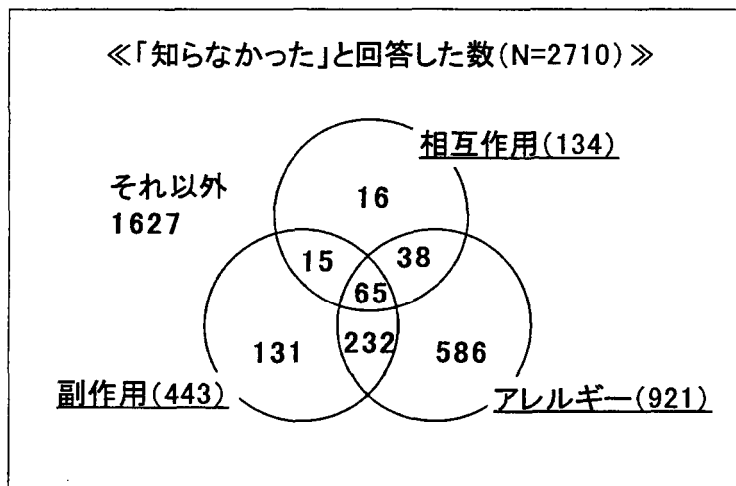 ≪「知らなかった」と回答した数(N=2710)≫
相互作用(134)
それ以外
1627
16
15
38
65
131
232
586
副作用(443)
アレルギー(921)